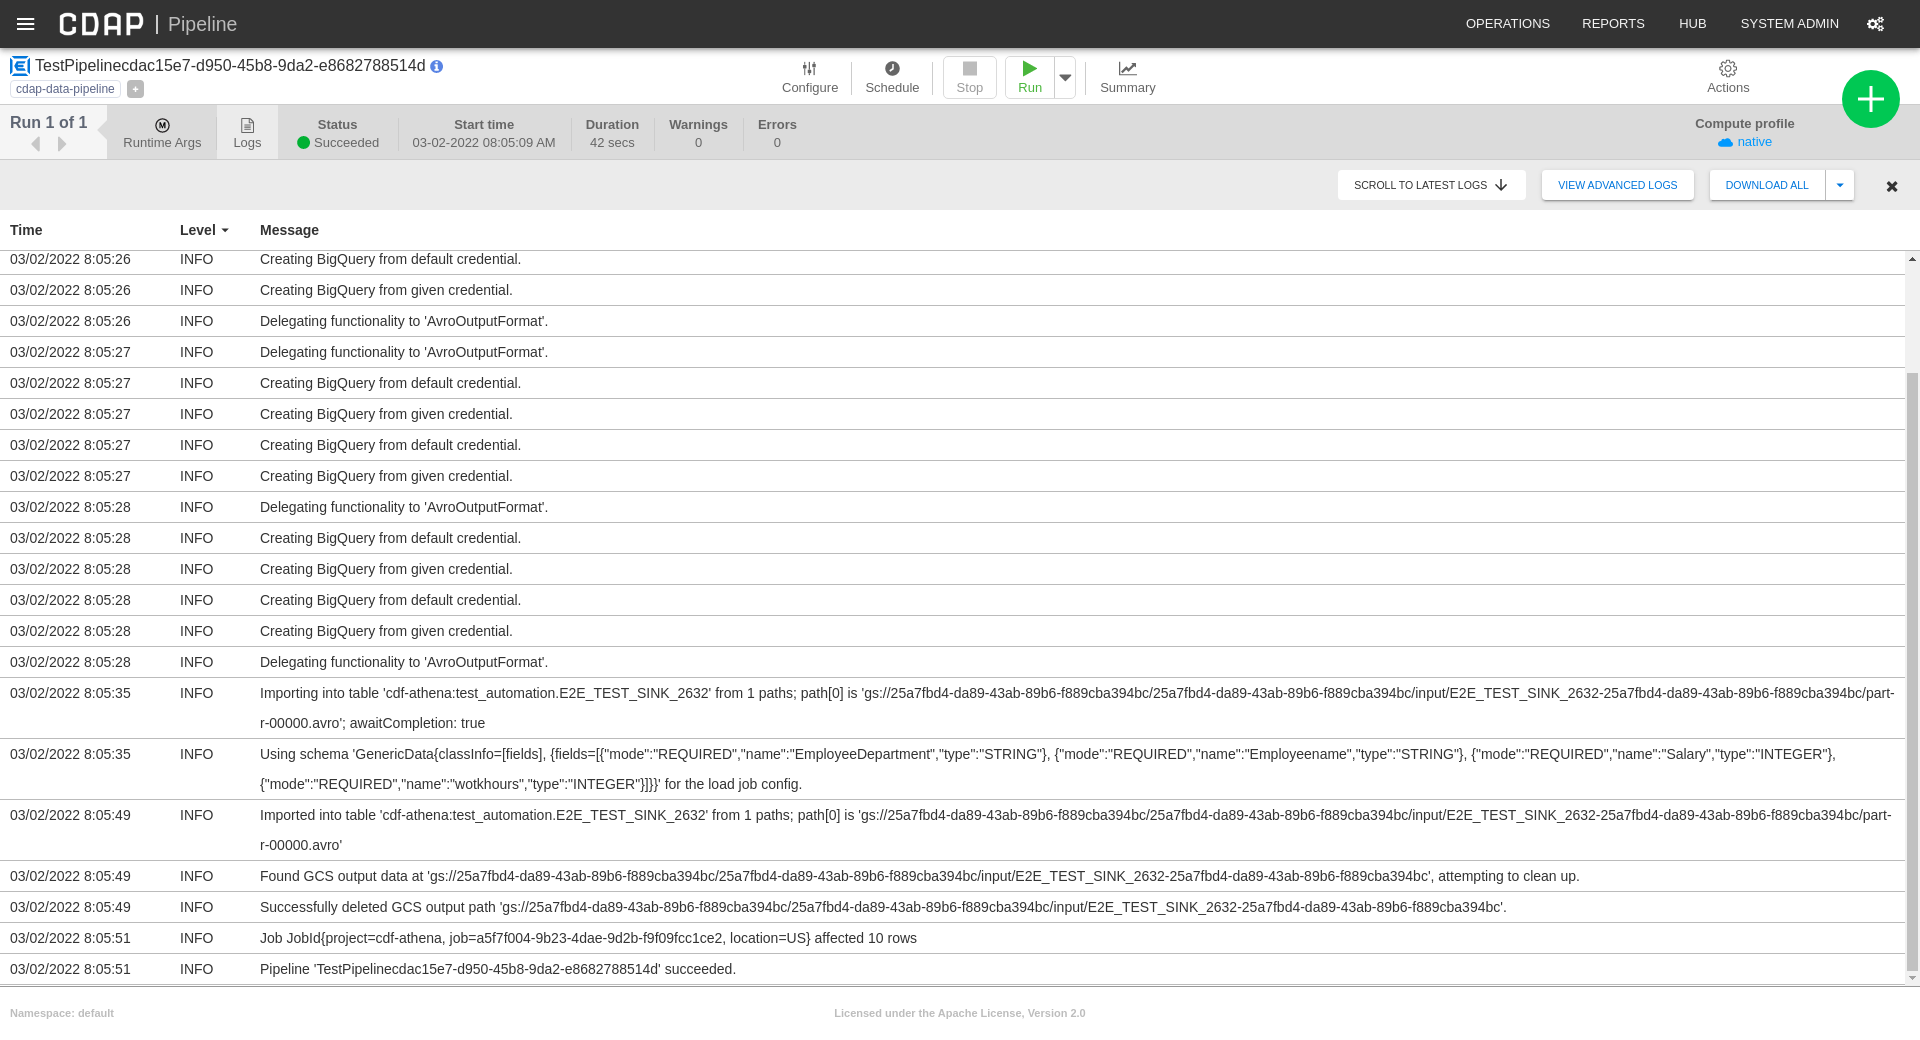 CDAP | Pipeline
OPERATIONS REPORTS HUB SYSTEM ADMIN
TestPipelinecdac15e7-d950-45b8-9da2-e8682788514d
cdap-data-pipeline +
Configure Schedule Stop Run Summary Actions
Run 1 of 1
Runtime Args
Logs
Status
Succeeded
Start time
03-02-2022 08:05:09 AM
Duration
42 secs
Warnings
0
Errors
0
Compute profile
native
SCROLL TO LATEST LOGS VIEW ADVANCED LOGS DOWNLOAD ALL
Time Level Message
03/02/2022 8:05:26 INFO Creating BigQuery from default credential.
03/02/2022 8:05:26 INFO Creating BigQuery from given credential.
03/02/2022 8:05:26 INFO Delegating functionality to 'AvroOutputFormat'.
03/02/2022 8:05:27 INFO Delegating functionality to 'AvroOutputFormat'.
03/02/2022 8:05:27 INFO Creating BigQuery from default credential.
03/02/2022 8:05:27 INFO Creating BigQuery from given credential.
03/02/2022 8:05:27 INFO Creating BigQuery from default credential.
03/02/2022 8:05:27 INFO Creating BigQuery from given credential.
03/02/2022 8:05:28 INFO Delegating functionality to 'AvroOutputFormat'.
03/02/2022 8:05:28 INFO Creating BigQuery from default credential.
03/02/2022 8:05:28 INFO Creating BigQuery from given credential.
03/02/2022 8:05:28 INFO Creating BigQuery from default credential.
03/02/2022 8:05:28 INFO Creating BigQuery from given credential.
03/02/2022 8:05:28 INFO Delegating functionality to 'AvroOutputFormat'.
03/02/2022 8:05:35 INFO Importing into table 'cdf-athena:test_automation.E2E_TEST_SINK_2632' from 1 paths; path[0] is 'gs://25a7fbd4-da89-43ab-89b6-f889cba394bc/25a7fbd4-da89-43ab-89b6-f889cba394bc/input/E2E_TEST_SINK_2632-25a7fbd4-da89-43ab-89b6-f889cba394bc/part-
r-00000.avro'; awaitCompletion: true
03/02/2022 8:05:35 INFO Using schema 'GenericData{classInfo=[fields], {fields=[{"mode":"REQUIRED","name":"EmployeeDepartment","type":"STRING"}, {"mode":"REQUIRED","name":"Employeename","type":"STRING"}, {"mode":"REQUIRED","name":"Salary","type":"INTEGER"},
{"mode":"REQUIRED","name":"wotkhours","type":"INTEGER"}]}}' for the load job config.
03/02/2022 8:05:49 INFO Imported into table 'cdf-athena:test_automation.E2E_TEST_SINK_2632' from 1 paths; path[0] is 'gs://25a7fbd4-da89-43ab-89b6-f889cba394bc/25a7fbd4-da89-43ab-89b6-f889cba394bc/input/E2E_TEST_SINK_2632-25a7fbd4-da89-43ab-89b6-f889cba394bc/part-
r-00000.avro'
03/02/2022 8:05:49 INFO Found GCS output data at 'gs://25a7fbd4-da89-43ab-89b6-f889cba394bc/25a7fbd4-da89-43ab-89b6-f889cba394bc/input/E2E_TEST_SINK_2632-25a7fbd4-da89-43ab-89b6-f889cba394bc', attempting to clean up.
03/02/2022 8:05:49 INFO Successfully deleted GCS output path 'gs://25a7fbd4-da89-43ab-89b6-f889cba394bc/25a7fbd4-da89-43ab-89b6-f889cba394bc/input/E2E_TEST_SINK_2632-25a7fbd4-da89-43ab-89b6-f889cba394bc'.
03/02/2022 8:05:51 INFO Job JobId{project=cdf-athena, job=a5f7f004-9b23-4dae-9d2b-f9f09fcc1ce2, location=US} affected 10 rows
03/02/2022 8:05:51 INFO Pipeline 'TestPipelinecdac15e7-d950-45b8-9da2-e8682788514d' succeeded.
Namespace: default
Licensed under the Apache License, Version 2.0